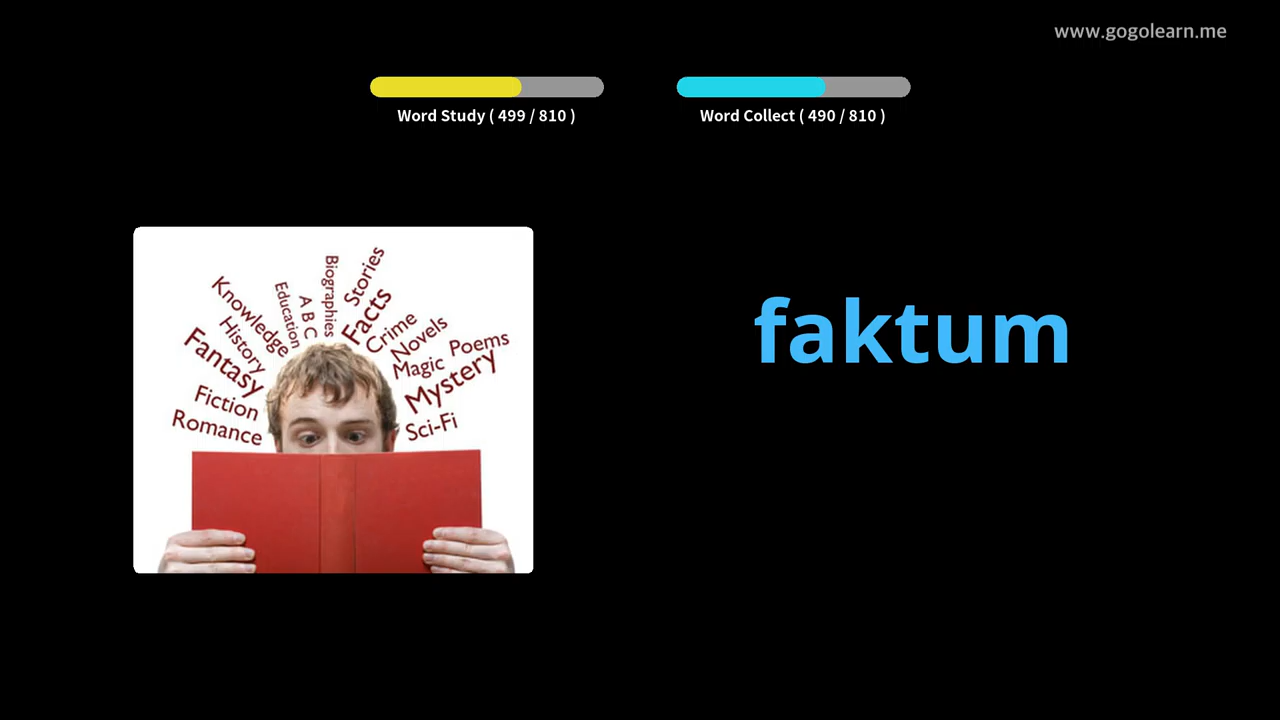 www.gogolearn.me
Word Study ( 499 / 810 )
Word Collect ( 490 / 810 )
Knowledge
History
Fantasy
Fiction
Romance
Education
A B C
Biographies
Stories
Facts
Crime
Novels
Magic
Poems
Mystery
Sci-Fi
faktum